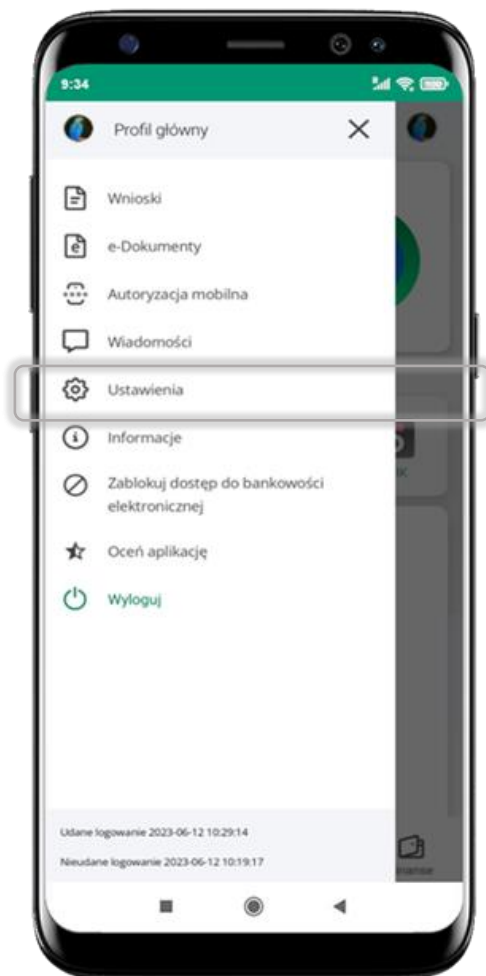 9:34
Profil główny
Wnioski
e-Dokumenty
Autoryzacja mobilna
Wiadomości
Ustawienia
Informacje
Zablokuj dostęp do bankowości
elektronicznej
Oceń aplikację
Wyloguj
Udane logowanie 2023-06-12 10:29:14
Nieudane logowanie 2023-06-12 10:19:17